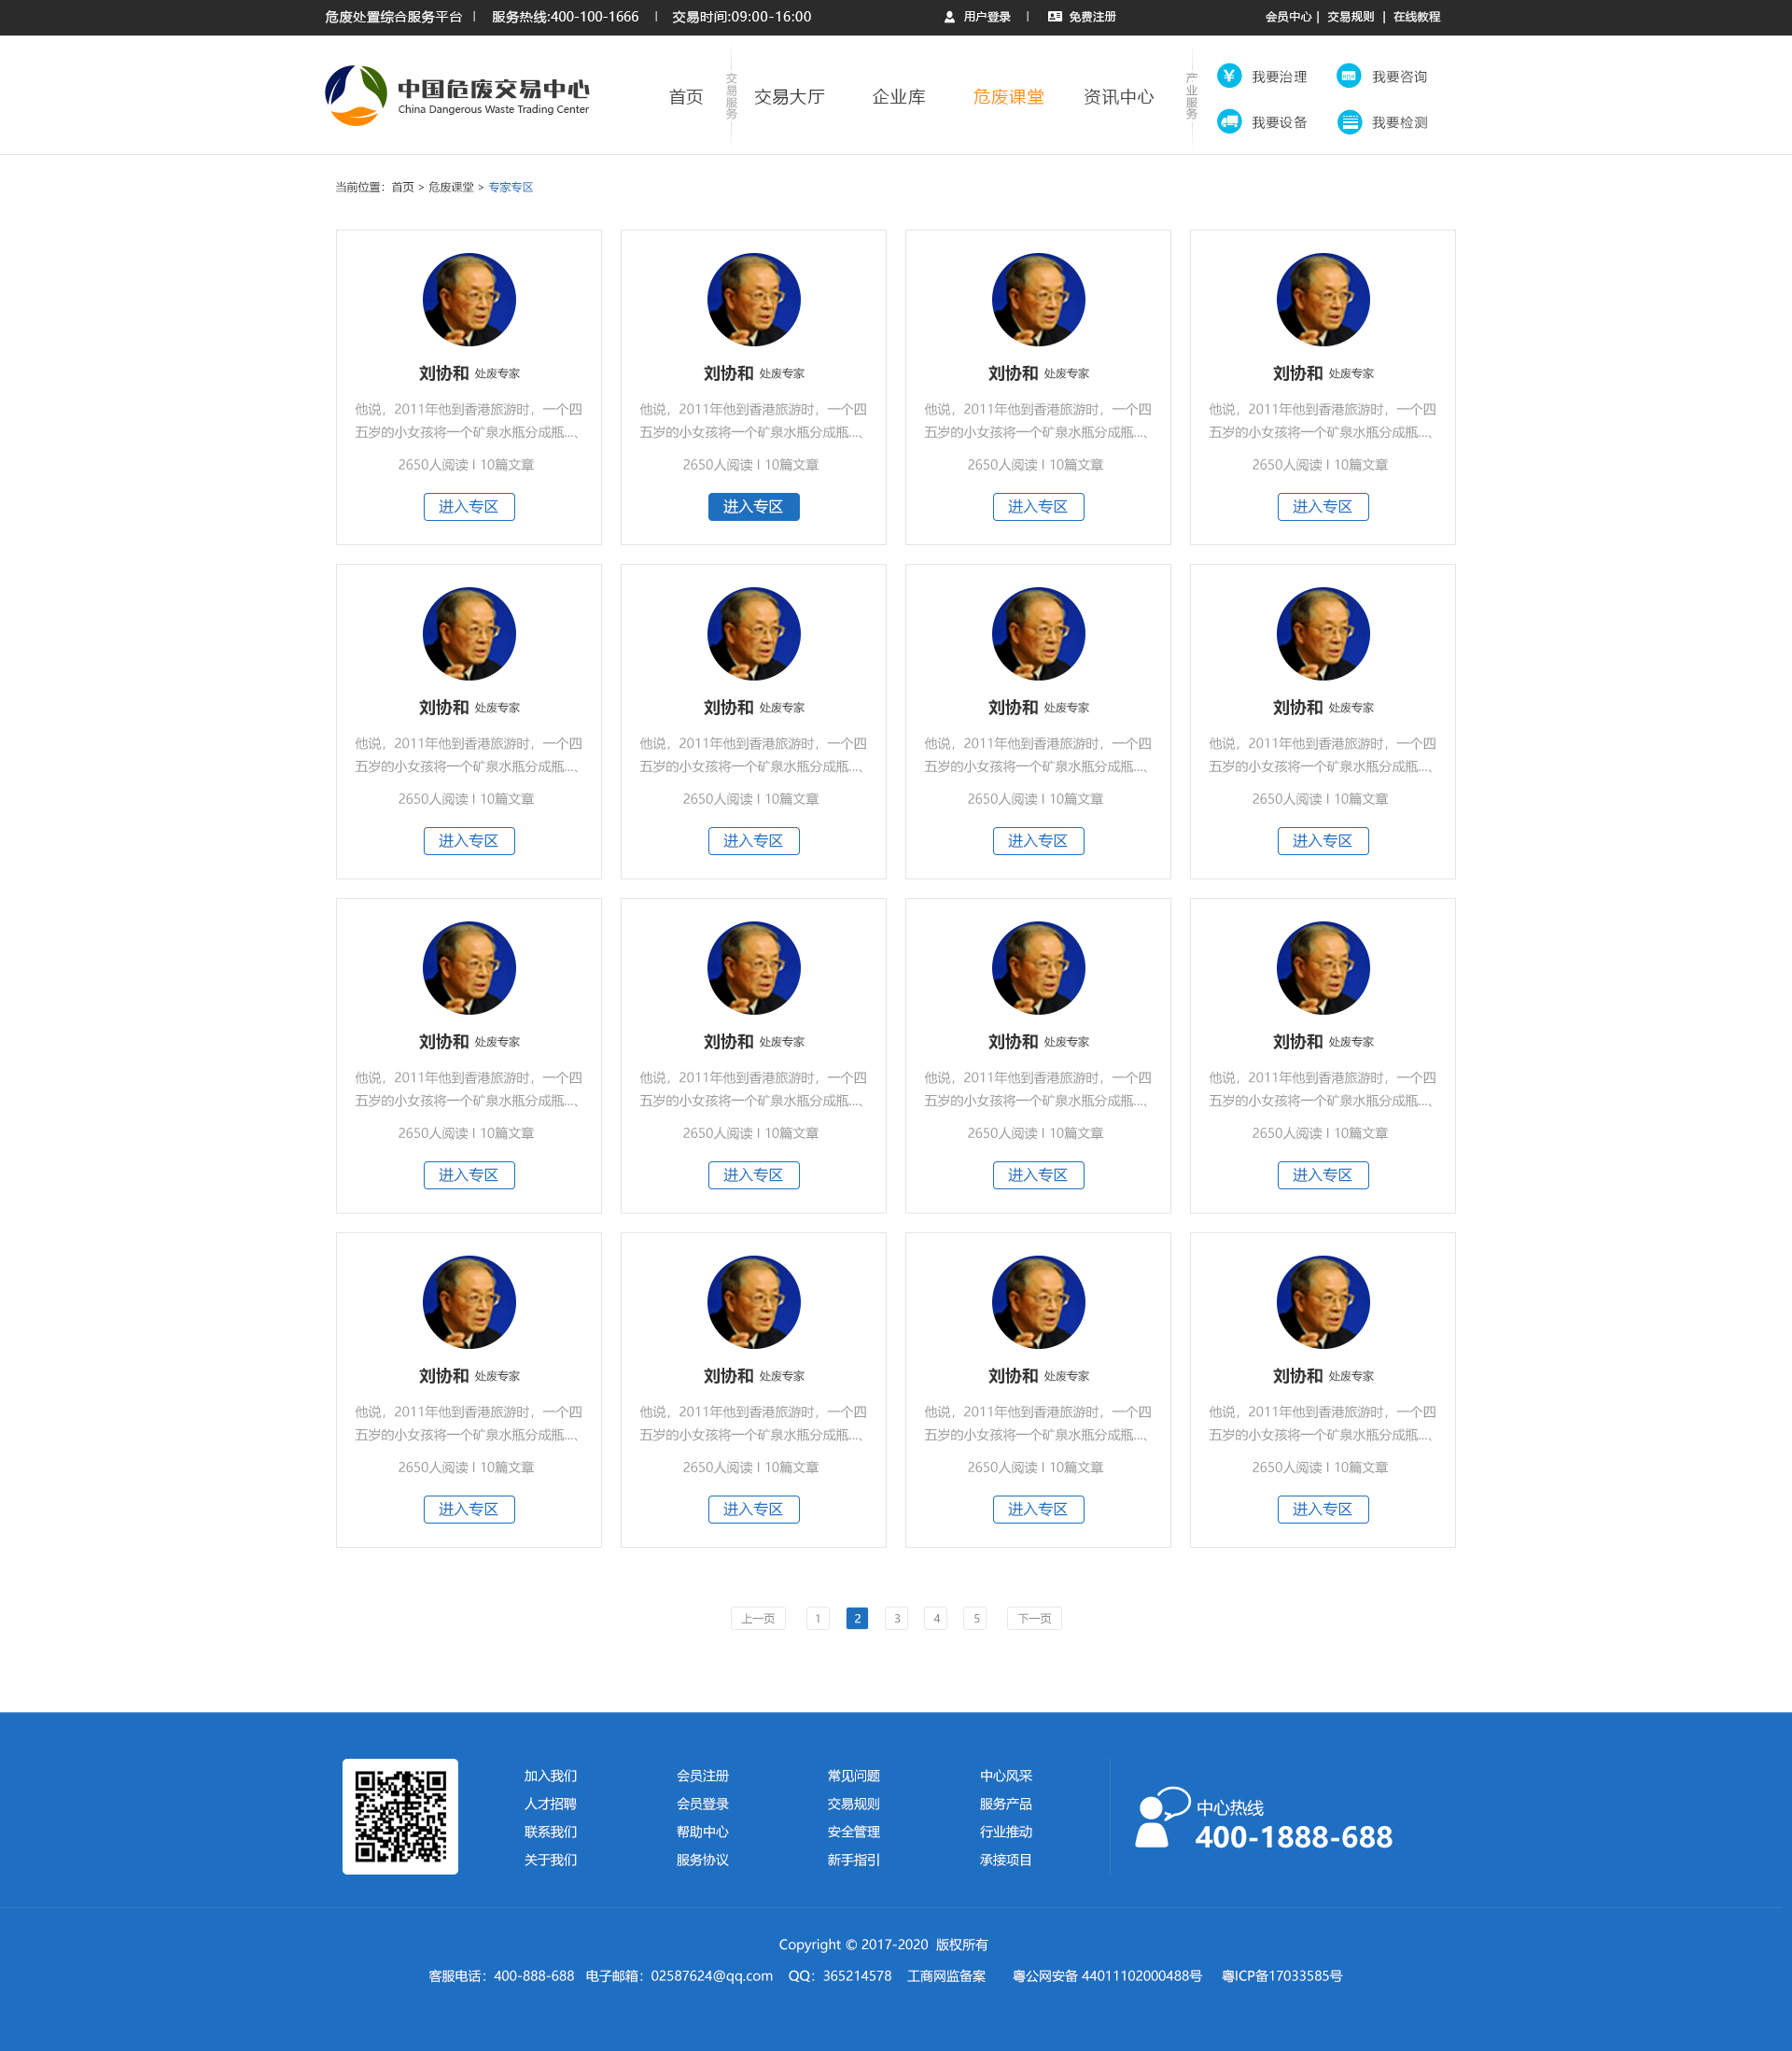 危废处置综合服务平台 | 服务热线:400-100-1666 | 交易时间:09:00-16:00 用户登录 | 免费注册 会员中心 | 交易规则 | 在线教程
中国危废交易中心
China Dangerous Waste Trading Center
首页 交易服务 交易大厅 企业库 危废课堂 资讯中心 产业服务
我要治理 我要咨询
我要设备 我要检测
当前位置：首页 > 危废课堂 > 专家专区
刘协和 处废专家 刘协和 处废专家 刘协和 处废专家 刘协和 处废专家
他说，2011年他到香港旅游时，一个四 他说，2011年他到香港旅游时，一个四 他说，2011年他到香港旅游时，一个四 他说，2011年他到香港旅游时，一个四
五岁的小女孩将一个矿泉水瓶分成瓶...、 五岁的小女孩将一个矿泉水瓶分成瓶...、 五岁的小女孩将一个矿泉水瓶分成瓶...、 五岁的小女孩将一个矿泉水瓶分成瓶...、
2650人阅读 I 10篇文章 2650人阅读 I 10篇文章 2650人阅读 I 10篇文章 2650人阅读 I 10篇文章
进入专区 进入专区 进入专区 进入专区
刘协和 处废专家 刘协和 处废专家 刘协和 处废专家 刘协和 处废专家
他说，2011年他到香港旅游时，一个四 他说，2011年他到香港旅游时，一个四 他说，2011年他到香港旅游时，一个四 他说，2011年他到香港旅游时，一个四
五岁的小女孩将一个矿泉水瓶分成瓶...、 五岁的小女孩将一个矿泉水瓶分成瓶...、 五岁的小女孩将一个矿泉水瓶分成瓶...、 五岁的小女孩将一个矿泉水瓶分成瓶...、
2650人阅读 I 10篇文章 2650人阅读 I 10篇文章 2650人阅读 I 10篇文章 2650人阅读 I 10篇文章
进入专区 进入专区 进入专区 进入专区
刘协和 处废专家 刘协和 处废专家 刘协和 处废专家 刘协和 处废专家
他说，2011年他到香港旅游时，一个四 他说，2011年他到香港旅游时，一个四 他说，2011年他到香港旅游时，一个四 他说，2011年他到香港旅游时，一个四
五岁的小女孩将一个矿泉水瓶分成瓶...、 五岁的小女孩将一个矿泉水瓶分成瓶...、 五岁的小女孩将一个矿泉水瓶分成瓶...、 五岁的小女孩将一个矿泉水瓶分成瓶...、
2650人阅读 I 10篇文章 2650人阅读 I 10篇文章 2650人阅读 I 10篇文章 2650人阅读 I 10篇文章
进入专区 进入专区 进入专区 进入专区
刘协和 处废专家 刘协和 处废专家 刘协和 处废专家 刘协和 处废专家
他说，2011年他到香港旅游时，一个四 他说，2011年他到香港旅游时，一个四 他说，2011年他到香港旅游时，一个四 他说，2011年他到香港旅游时，一个四
五岁的小女孩将一个矿泉水瓶分成瓶...、 五岁的小女孩将一个矿泉水瓶分成瓶...、 五岁的小女孩将一个矿泉水瓶分成瓶...、 五岁的小女孩将一个矿泉水瓶分成瓶...、
2650人阅读 I 10篇文章 2650人阅读 I 10篇文章 2650人阅读 I 10篇文章 2650人阅读 I 10篇文章
进入专区 进入专区 进入专区 进入专区
上一页 1 2 3 4 5 下一页
加入我们 会员注册 常见问题 中心风采
人才招聘 会员登录 交易规则 服务产品
联系我们 帮助中心 安全管理 行业推动
关于我们 服务协议 新手指引 承接项目
中心热线
400-1888-688
Copyright © 2017-2020 版权所有
客服电话：400-888-688 电子邮箱：02587624@qq.com QQ：365214578 工商网监备案 粤公网安备 44011102000488号 粤ICP备17033585号